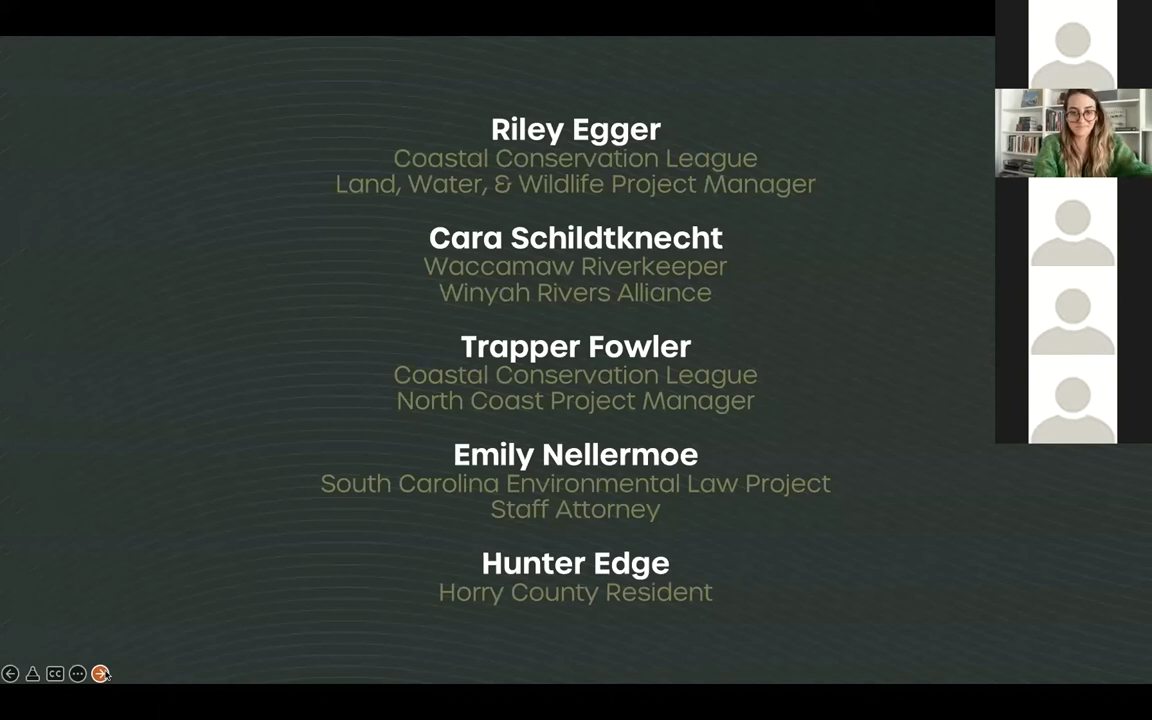 Riley Egger
Coastal Conservation League
Land, Water, & Wildlife Project Manager
Cara Schildtknecht
Waccamaw Riverkeeper
Winyah Rivers Alliance
Trapper Fowler
Coastal Conservation League
North Coast Project Manager
Emily Nellermoe
South Carolina Environmental Law Project
Staff Attorney
Hunter Edge
Horry County Resident
CC